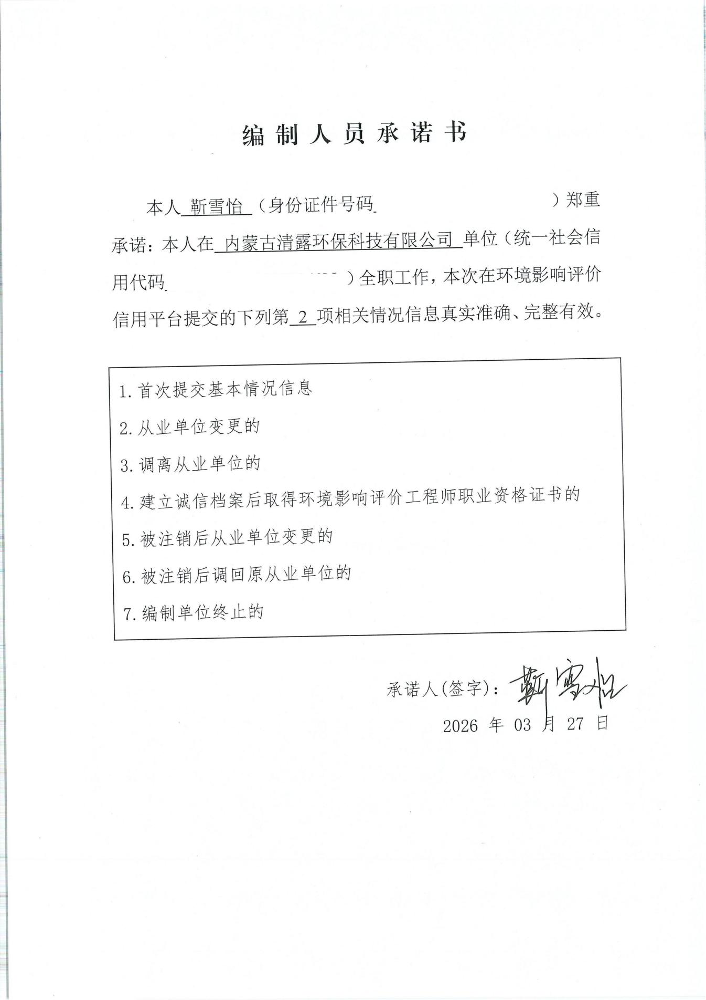 编制人员承诺书
本人 靳雪怡 （身份证件号码 ）郑重
承诺：本人在 内蒙古清露环保科技有限公司 单位（统一社会信
用代码 ）全职工作，本次在环境影响评价
信用平台提交的下列第 2 项相关情况信息真实准确、完整有效。
1.首次提交基本情况信息
2.从业单位变更的
3.调离从业单位的
4.建立诚信档案后取得环境影响评价工程师职业资格证书的
5.被注销后从业单位变更的
6.被注销后调回原从业单位的
7.编制单位终止的
承诺人(签字)：靳雪怡
2026 年 03 月 27 日